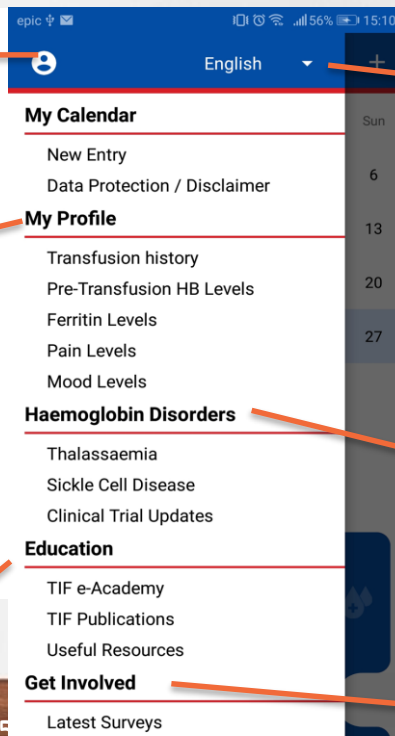 epic 56% 15:10
English
+
My Calendar
Sun
New Entry
Data Protection / Disclaimer
6
My Profile
13
Transfusion history
Pre-Transfusion HB Levels
20
Ferritin Levels
27
Pain Levels
Mood Levels
Haemoglobin Disorders
Thalassaemia
Sickle Cell Disease
Clinical Trial Updates
Education
TIF e-Academy
TIF Publications
Useful Resources
Get Involved
Latest Surveys